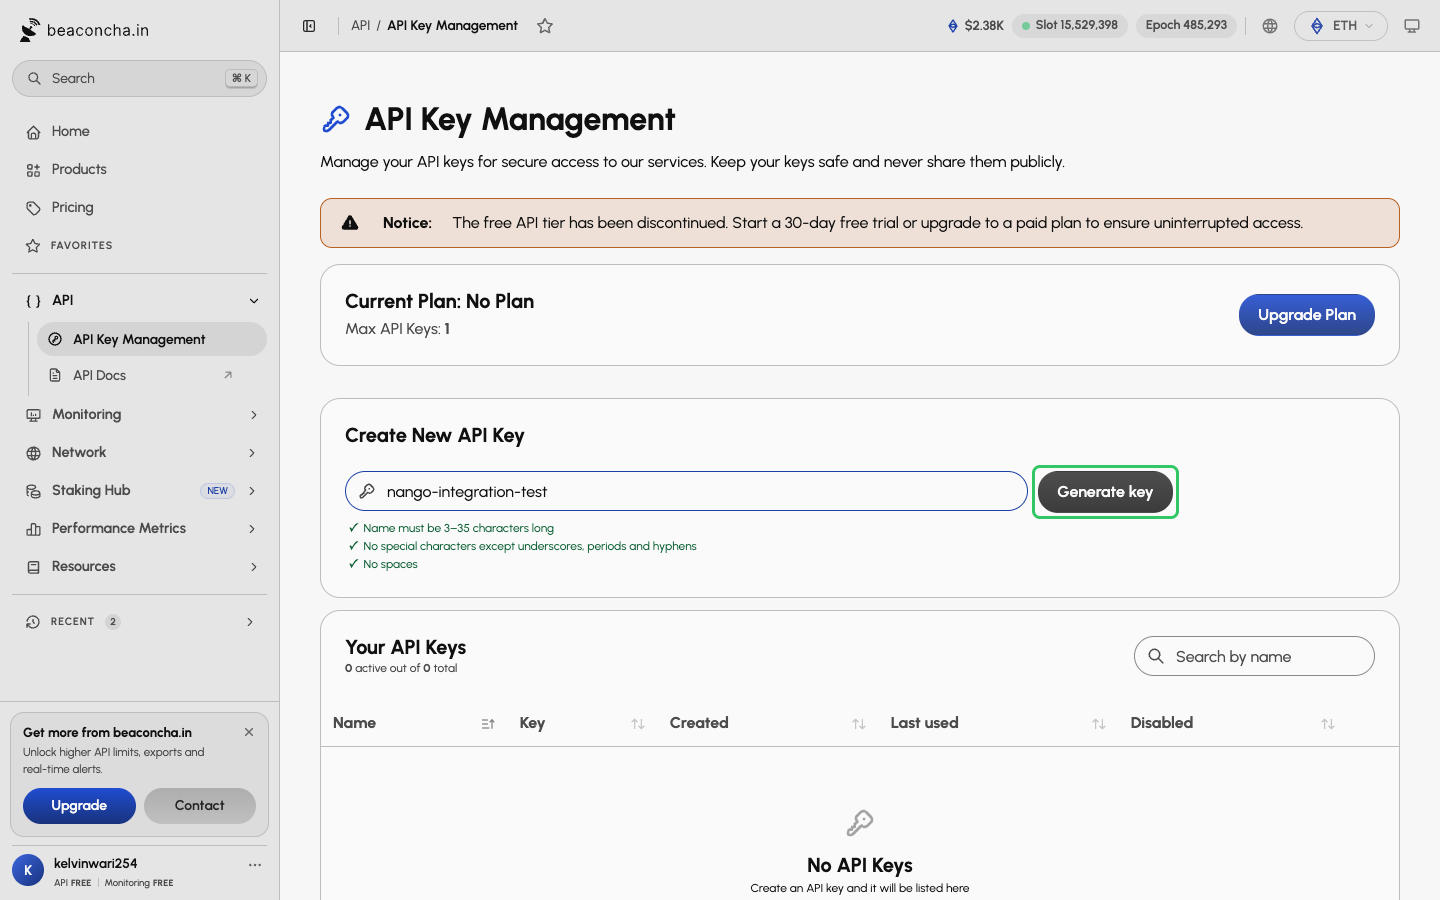 beaconcha.in
Search
⌘ K
Home
Products
Pricing
FAVORITES
{ } API
API Key Management
API Docs
Monitoring
Network
Staking Hub NEW
Performance Metrics
Resources
RECENT 2
Get more from beaconcha.in
Unlock higher API limits, exports and
real-time alerts.
Upgrade
Contact
K
kelvinwari254
API FREE | Monitoring FREE
API / API Key Management
$2.38K
Slot 15,529,398
Epoch 485,293
ETH
API Key Management
Manage your API keys for secure access to our services. Keep your keys safe and never share them publicly.
Notice: The free API tier has been discontinued. Start a 30-day free trial or upgrade to a paid plan to ensure uninterrupted access.
Current Plan: No Plan
Max API Keys: 1
Upgrade Plan
Create New API Key
nango-integration-test
Generate key
✓ Name must be 3–35 characters long
✓ No special characters except underscores, periods and hyphens
✓ No spaces
Your API Keys
0 active out of 0 total
Search by name
Name Key Created Last used Disabled
No API Keys
Create an API key and it will be listed here